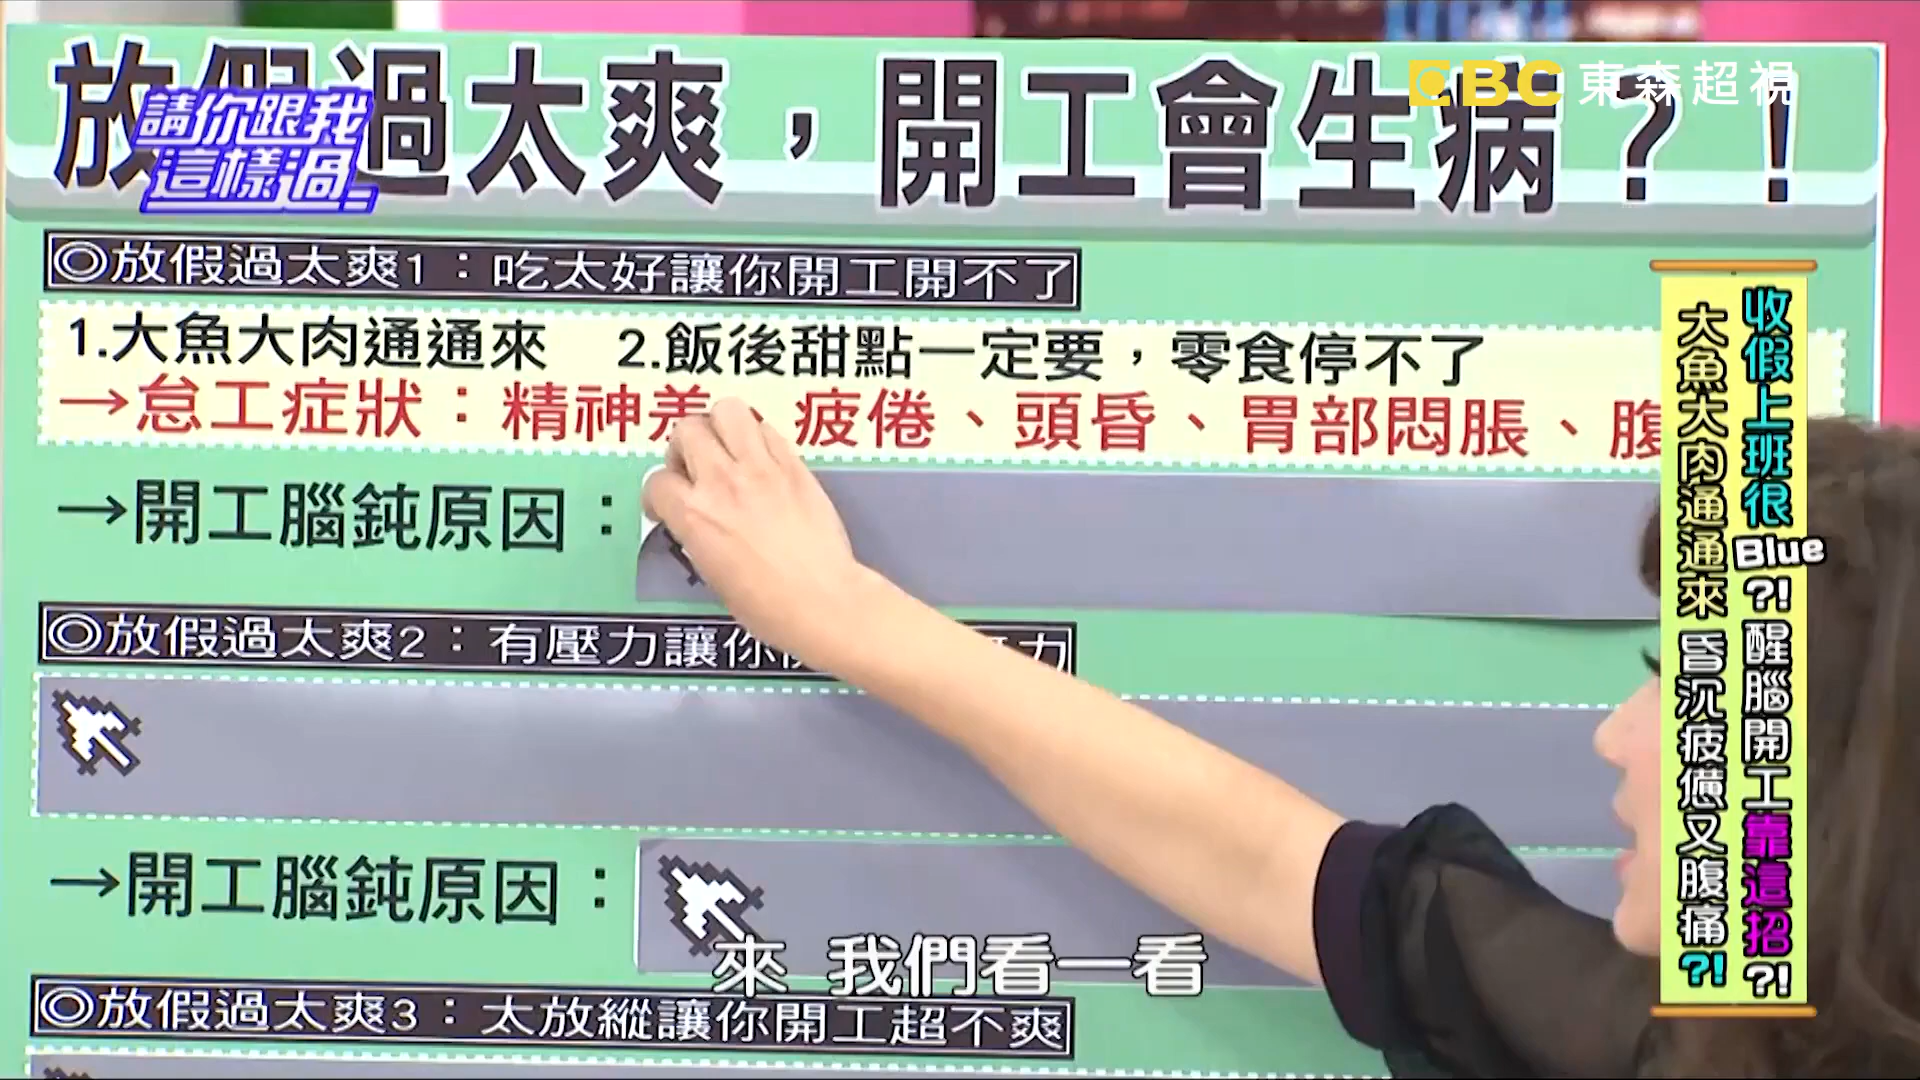 放假過太爽，開工會生病？！
請你跟我
這樣過
EBC 東森超視
◎放假過太爽1：吃太好讓你開工開不了
1.大魚大肉通通來　2.飯後甜點一定要，零食停不了
→怠工症狀：精神差、疲倦、頭昏、胃部悶脹、腹
→開工腦鈍原因：
◎放假過太爽2：有壓力讓你開 力
→開工腦鈍原因：
◎放假過太爽3：太放縱讓你開工超不爽
收假上班很Blue?!醒腦開工靠這招?!
大魚大肉通通來 昏沉疲憊又腹痛?!
來 我們看一看